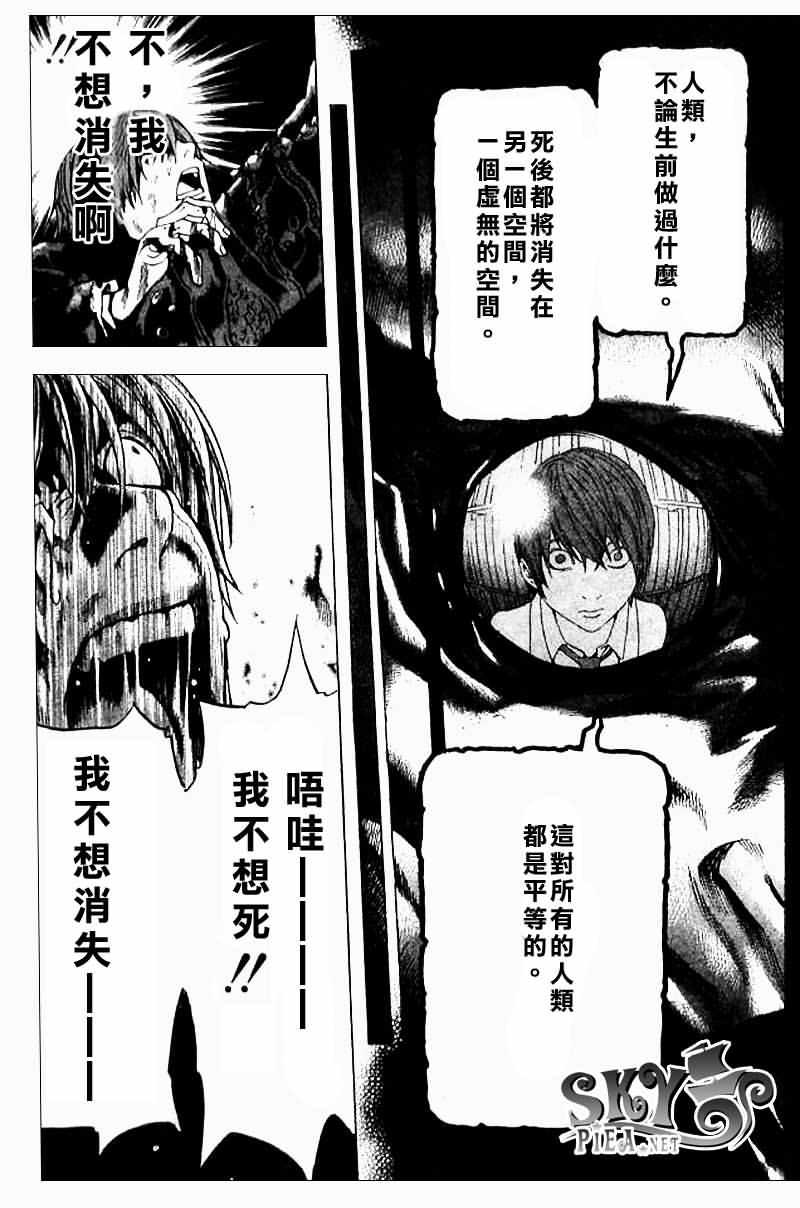 人類，
不論生前做過什麼。
死後都將消失在
另一個空間，
一個虛無的空間。
這對所有的人類
都是平等的。
不，我
不想消失啊
!!
唔哇————
我不想死!!
我不想消失———
SKY
PIEA.NET